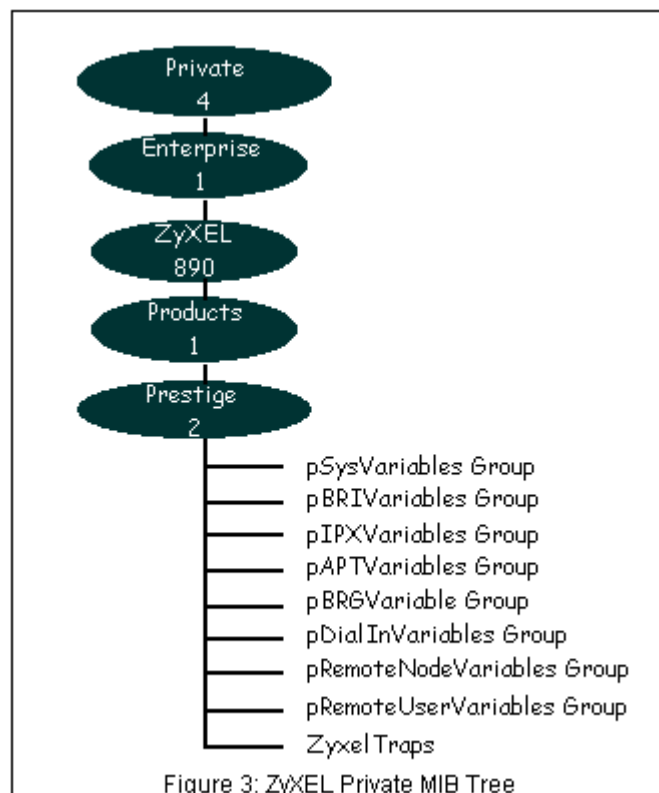 Private
4
Enterprise
1
ZyXEL
890
Products
1
Prestige
2
pSysVariables Group
pBRIVariables Group
pIPXVariables Group
pAPTVariables Group
pBRGVariable Group
pDialInVariables Group
pRemoteNodeVariables Group
pRemoteUserVariables Group
Zyxel Traps
Figure 3: ZyXEL Private MIB Tree